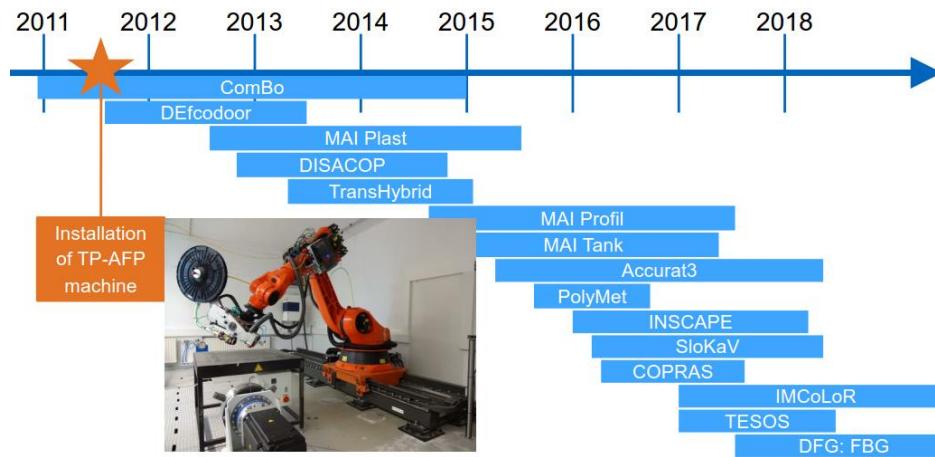 2011 2012 2013 2014 2015 2016 2017 2018
ComBo
DEfcodoor
MAI Plast
DISACOP
TransHybrid
MAI Profil
Installation
of TP-AFP
machine
MAI Tank
Accurat3
PolyMet
INSCAPE
SloKaV
COPRAS
IMCoLoR
TESOS
DFG: FBG